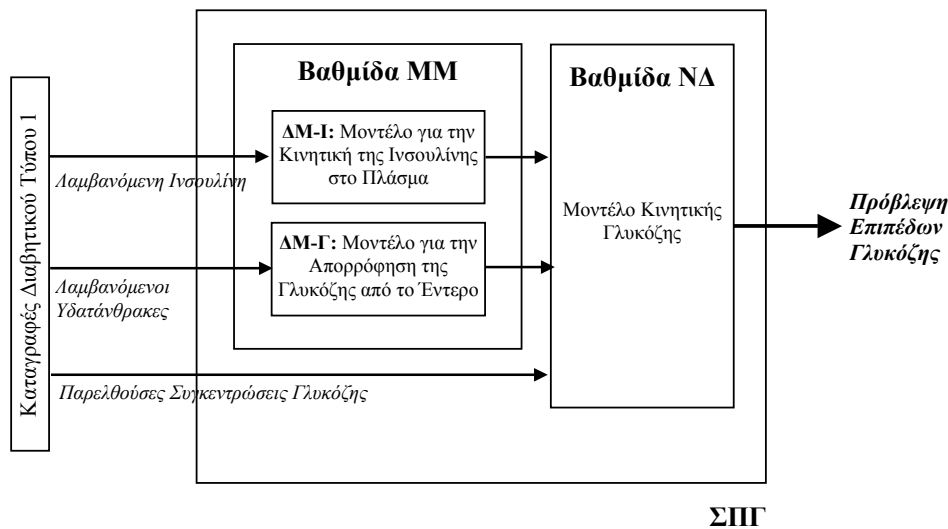 Καταγραφές Διαβητικού Τύπου 1
Λαμβανόμενη Ινσουλίνη
Λαμβανόμενοι
Υδατάνθρακες
Παρελθούσες Συγκεντρώσεις Γλυκόζης
Βαθμίδα ΜΜ
ΔΜ-Ι: Μοντέλο για την
Κινητική της Ινσουλίνης
στο Πλάσμα
ΔΜ-Γ: Μοντέλο για την
Απορρόφηση της
Γλυκόζης από το Έντερο
Βαθμίδα ΝΔ
Μοντέλο Κινητικής
Γλυκόζης
Πρόβλεψη
Επιπέδων
Γλυκόζης
ΣΠΓ